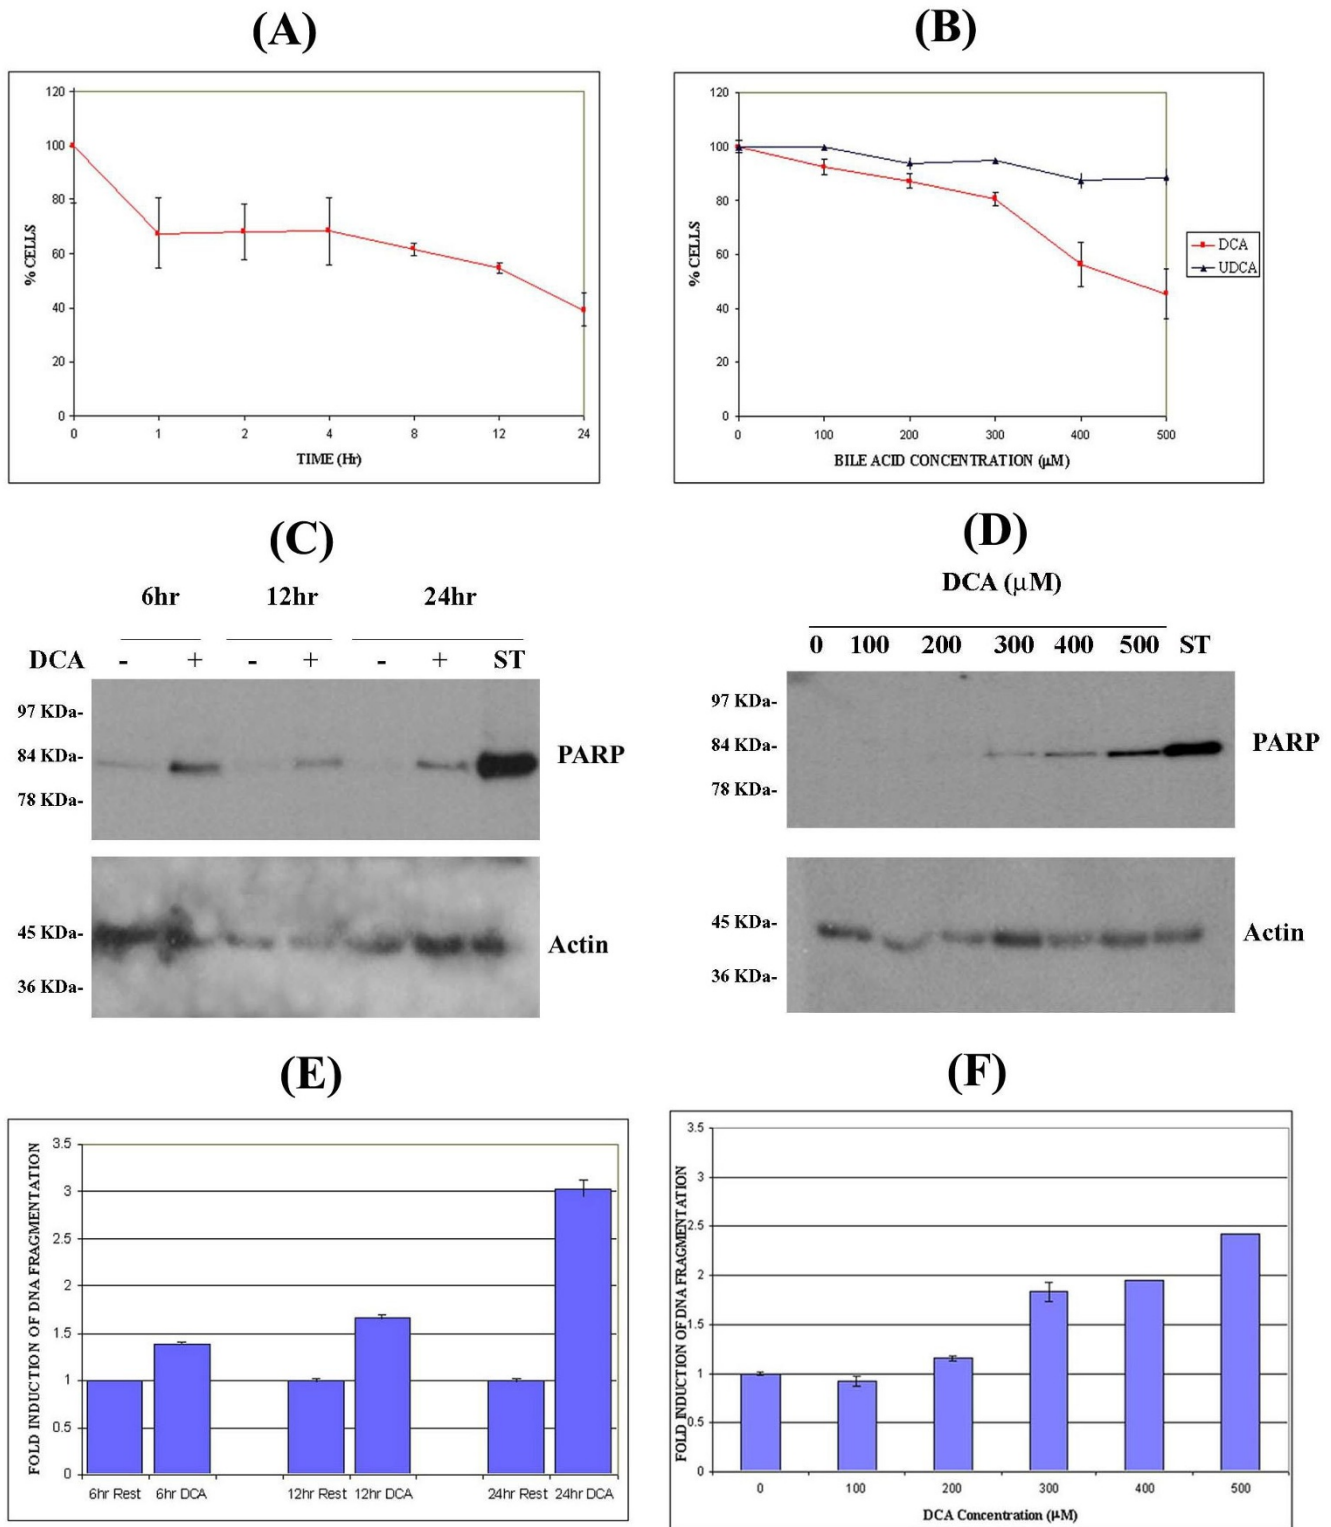 (A)
120
100
80
60
40
20
0
% CELLS
0 1 2 4 8 12 24
TIME (Hr)
(B)
120
100
80
60
40
20
0
% CELLS
0 100 200 300 400 500
BILE ACID CONCENTRATION (μM)
DCA
UDCA
(C)
6hr 12hr 24hr
DCA - + - + - + ST
97 KDa-
84 KDa-
78 KDa-
PARP
45 KDa-
36 KDa-
Actin
(D)
DCA (μM)
0 100 200 300 400 500 ST
97 KDa-
84 KDa-
78 KDa-
PARP
45 KDa-
36 KDa-
Actin
(E)
FOLD INDUCTION OF DNA FRAGMENTATION
3.5
3
2.5
2
1.5
1
0.5
0
6hr Rest 6hr DCA 12hr Rest 12hr DCA 24hr Rest 24hr DCA
(F)
FOLD INDUCTION OF DNA FRAGMENTATION
3.5
3
2.5
2
1.5
1
0.5
0
0 100 200 300 400 500
DCA Concentration (μM)